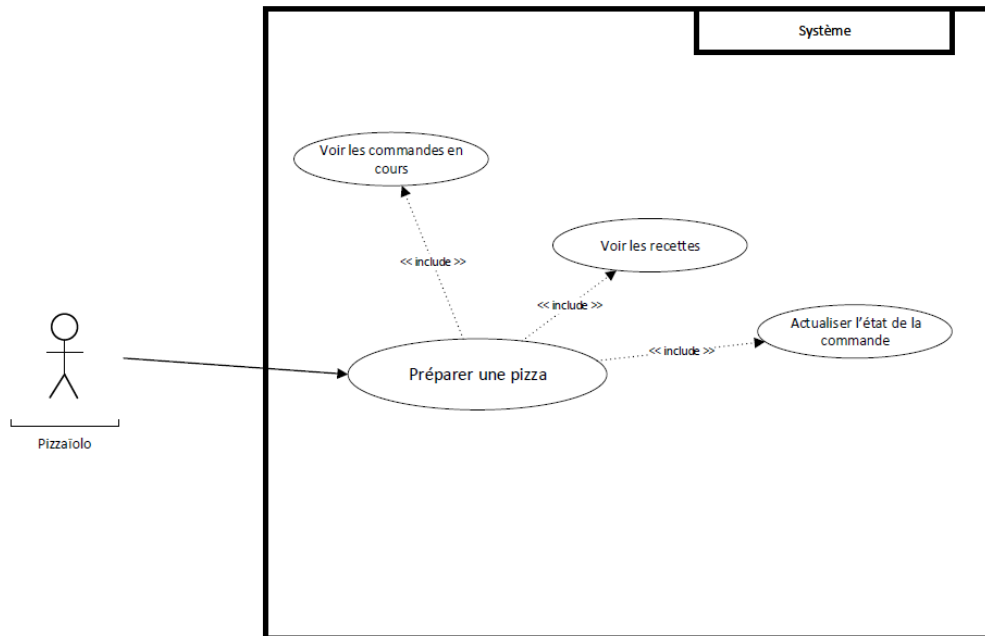 Système
Voir les commandes en
cours
<< include >>
Voir les recettes
<< include >>
Actualiser l’état de la
commande
<< include >>
Préparer une pizza
Pizzaïolo